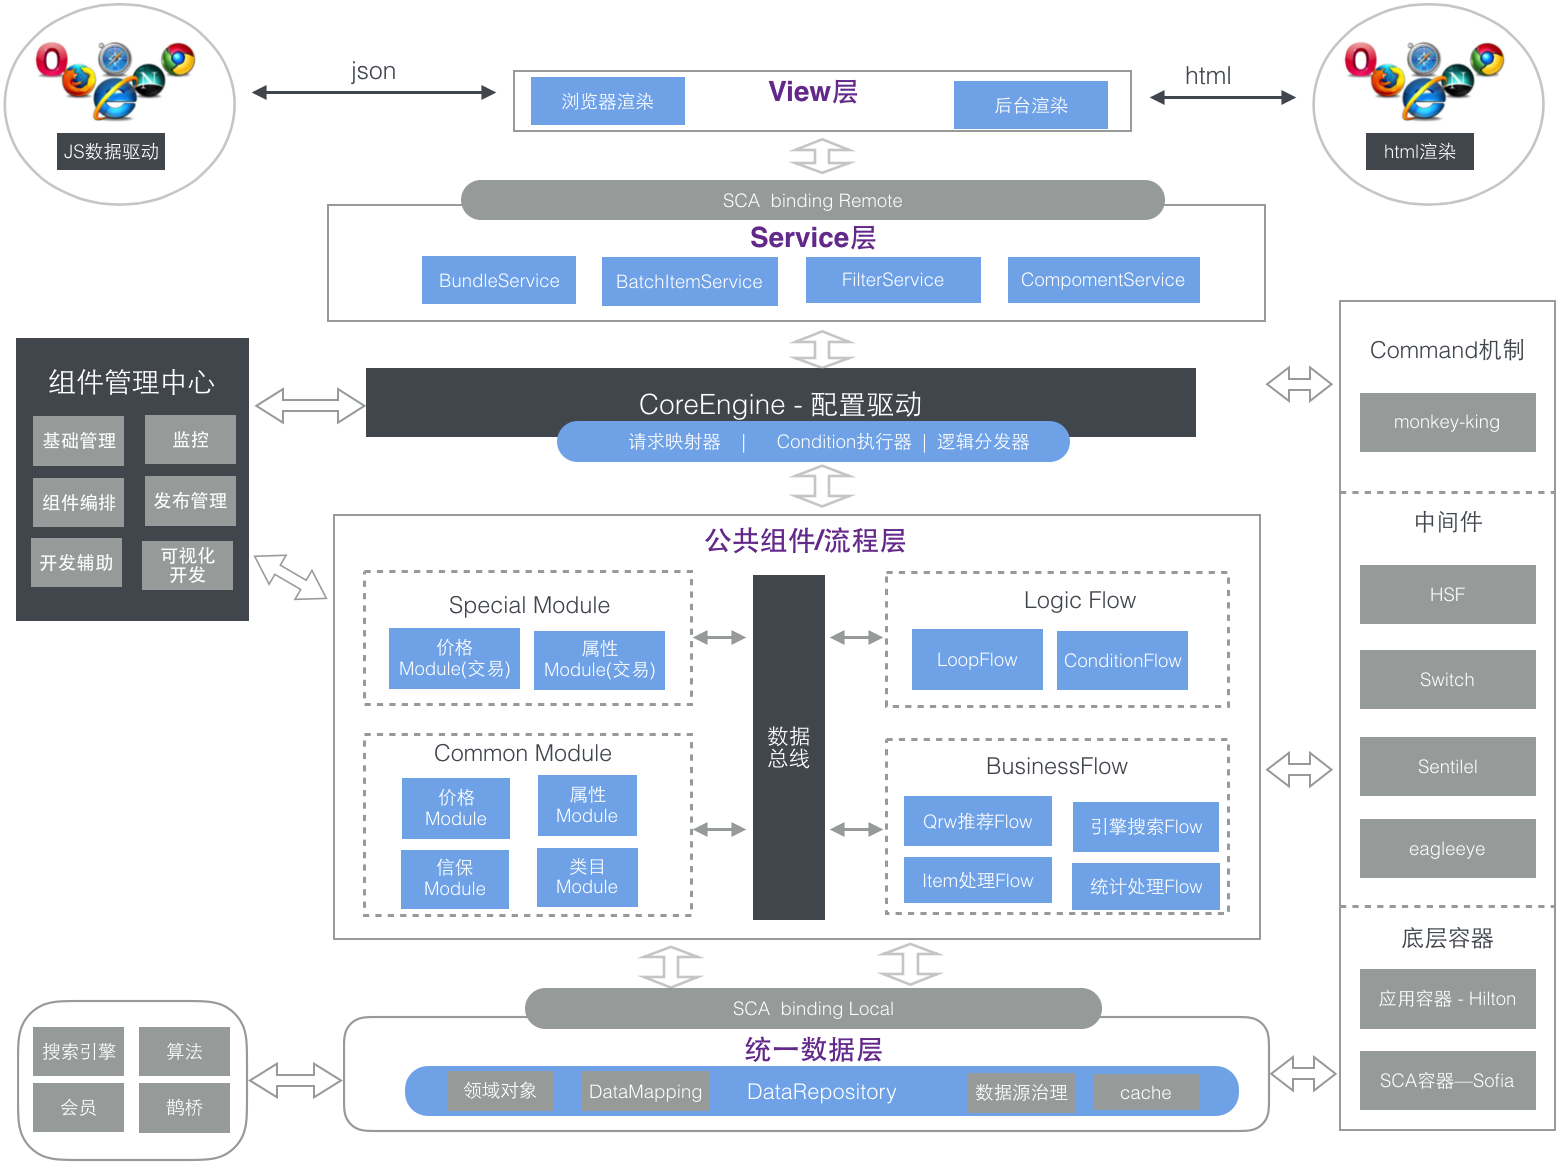 json
html
JS数据驱动
View层
浏览器渲染
后台渲染
html渲染
SCA binding Remote
Service层
BundleService
BatchItemService
FilterService
CompomentService
组件管理中心
基础管理
监控
组件编排
发布管理
开发辅助
可视化
开发
CoreEngine - 配置驱动
请求映射器 | Condition执行器 | 逻辑分发器
Command机制
monkey-king
中间件
HSF
Switch
Sentilel
eagleeye
底层容器
应用容器 - Hilton
SCA容器—Sofia
公共组件/流程层
Special Module
价格
Module(交易)
属性
Module(交易)
Common Module
价格
Module
属性
Module
信保
Module
类目
Module
数据
总线
Logic Flow
LoopFlow
ConditionFlow
BusinessFlow
Qrw推荐Flow
引擎搜索Flow
Item处理Flow
统计处理Flow
SCA binding Local
统一数据层
领域对象
DataMapping
DataRepository
数据源治理
cache
搜索引擎
算法
会员
鹊桥